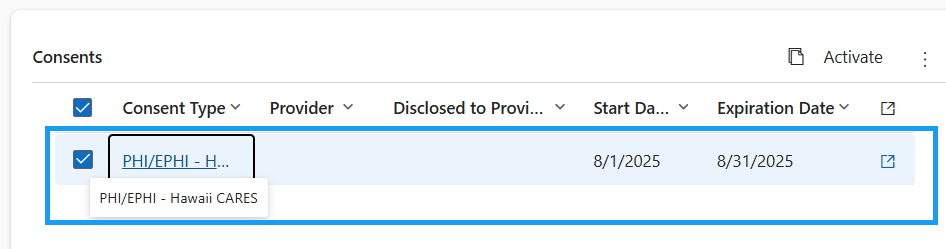 Consents Activate
Consent Type Provider Disclosed to Provi... Start Da... Expiration Date
PHI/EPHI - H... 8/1/2025 8/31/2025
PHI/EPHI - Hawaii CARES